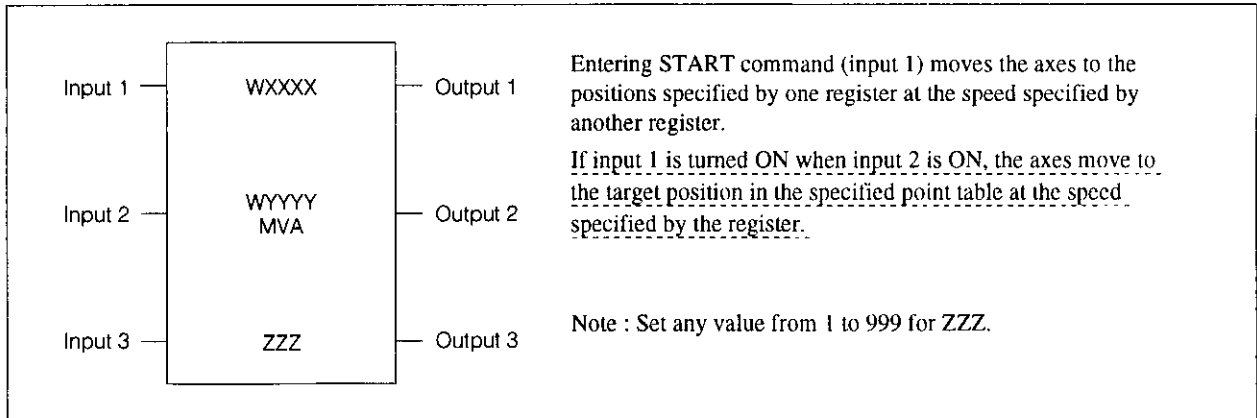 Input 1 WXXXX Output 1
Input 2 WYYYY Output 2
MVA
Input 3 ZZZ Output 3
Entering START command (input 1) moves the axes to the
positions specified by one register at the speed specified by
another register.
If input 1 is turned ON when input 2 is ON, the axes move to
the target position in the specified point table at the speed
specified by the register.
Note : Set any value from 1 to 999 for ZZZ.